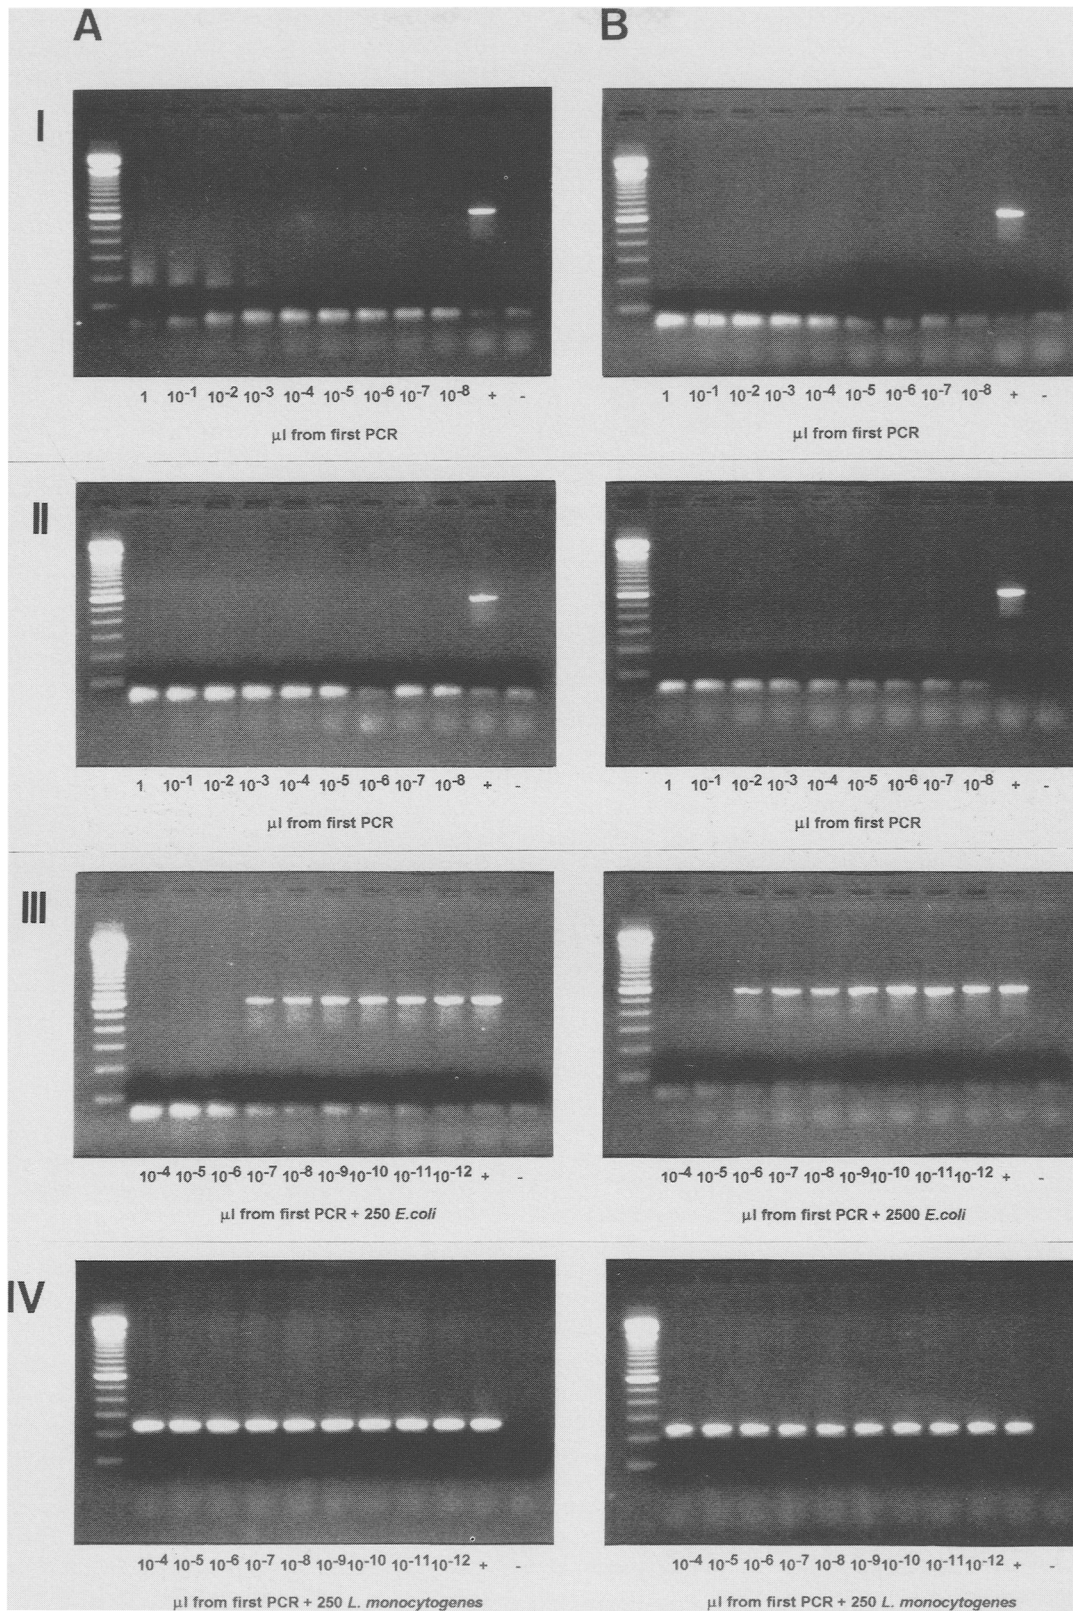 A B
I
1 10-1 10-2 10-3 10-4 10-5 10-6 10-7 10-8 + -
µl from first PCR
1 10-1 10-2 10-3 10-4 10-5 10-6 10-7 10-8 + -
µl from first PCR
II
1 10-1 10-2 10-3 10-4 10-5 10-6 10-7 10-8 + -
µl from first PCR
1 10-1 10-2 10-3 10-4 10-5 10-6 10-7 10-8 + -
µl from first PCR
III
10-4 10-5 10-6 10-7 10-8 10-9 10-10 10-11 10-12 + -
µl from first PCR + 250 E.coli
10-4 10-5 10-6 10-7 10-8 10-9 10-10 10-11 10-12 + -
µl from first PCR + 2500 E.coli
IV
10-4 10-5 10-6 10-7 10-8 10-9 10-10 10-11 10-12 + -
µl from first PCR + 250 L. monocytogenes
10-4 10-5 10-6 10-7 10-8 10-9 10-10 10-11 10-12 + -
µl from first PCR + 250 L. monocytogenes